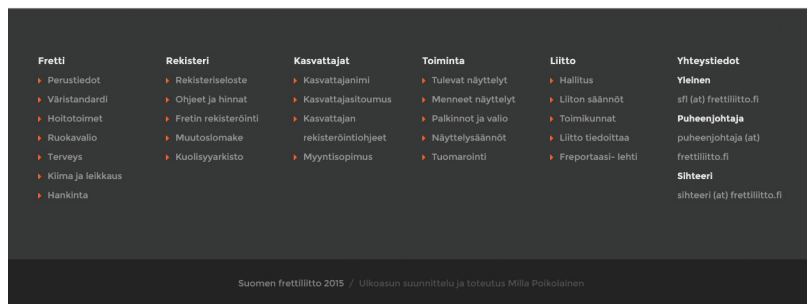 Fretti
Perustiedot
Väristandardi
Hoitotoimet
Ruokavalio
Terveys
Kiima ja leikkaus
Hankinta
Rekisteri
Rekisteriseloste
Ohjeet ja hinnat
Fretin rekisteröinti
Muutoslomake
Kuolisyyarkisto
Kasvattajat
Kasvattajanimi
Kasvattajasitoumus
Kasvattajan
rekisteröintiohjeet
Myyntisopimus
Toiminta
Tulevat näyttelyt
Menneet näyttelyt
Palkinnot ja valio
Näyttelysäännöt
Tuomarointi
Liitto
Hallitus
Liiton säännöt
Toimikunnat
Liitto tiedoittaa
Freportaasi- lehti
Yhteystiedot
Yleinen
sfl (at) frettiliitto.fi
Puheenjohtaja
puheenjohtaja (at)
frettiliitto.fi
Sihteeri
sihteeri (at) frettiliitto.fi
Suomen frettiliitto 2015 / Ulkoasun suunnittelu ja toteutus Milla Poikolainen